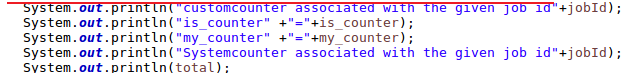 System.out.println("customcounter associated with the given job id"+jobId);
System.out.println("is_counter" +"="+is_counter);
System.out.println("my_counter" +"="+my_counter);
System.out.println("Systemcounter associated with the given job id"+jobId);
System.out.println(total);